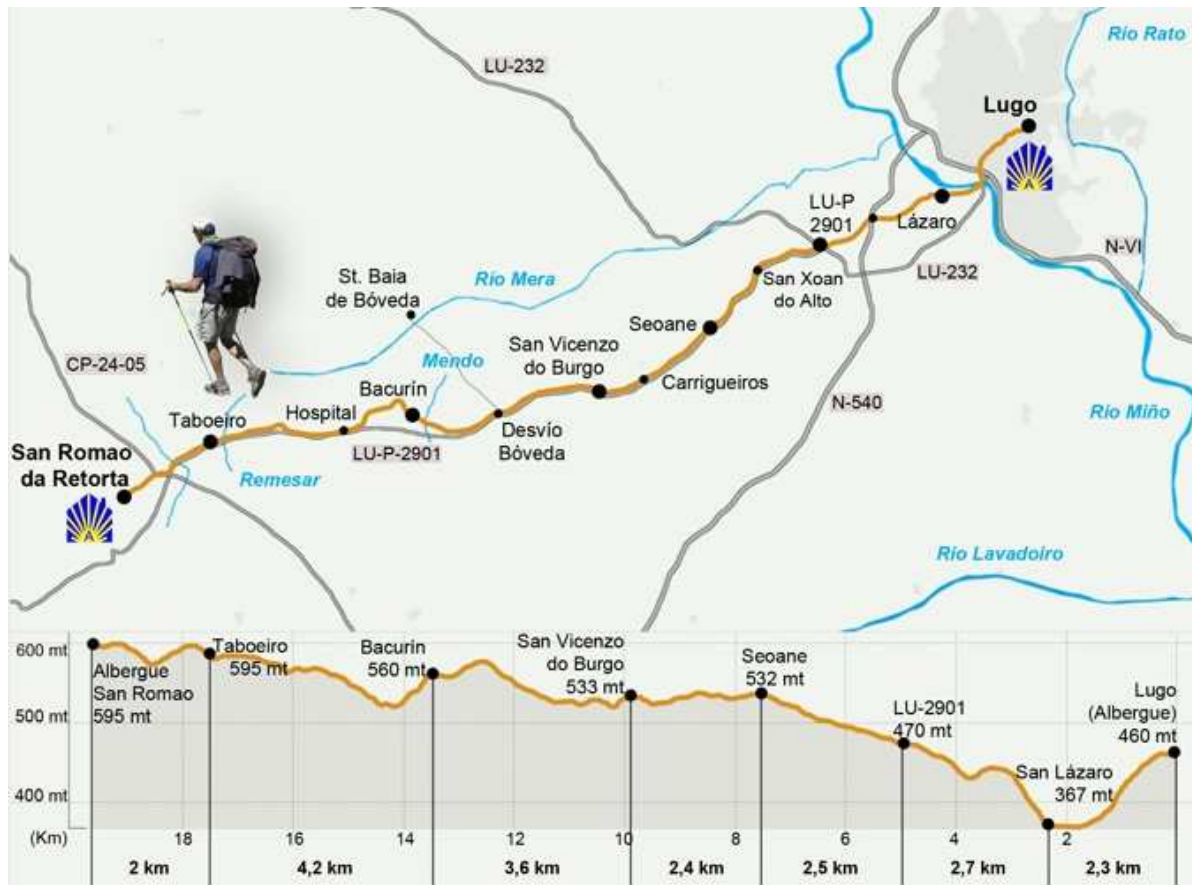 Río Rato
LU-232
Lugo
A
LU-P
2901
Lázaro
N-VI
LU-232
St. Baia
de Bóveda
Río Mera
San Xoan
do Alto
Seoane
San Vicenzo
do Burgo
Mendo
CP-24-05
Carrigueiros
Bacurín
N-540
Río Miño
Taboeiro
Hospital
Desvío
Bóveda
LU-P-2901
San Romao
da Retorta
Remesar
A
Río Lavadoiro
600 mt
500 mt
400 mt
Albergue
San Romao
595 mt
Taboeiro
595 mt
Bacurín
560 mt
San Vicenzo
do Burgo
533 mt
Seoane
532 mt
LU-2901
470 mt
San Lázaro
367 mt
Lugo
(Albergue)
460 mt
(Km) 18 16 14 12 10 8 6 4 2
2 km 4,2 km 3,6 km 2,4 km 2,5 km 2,7 km 2,3 km